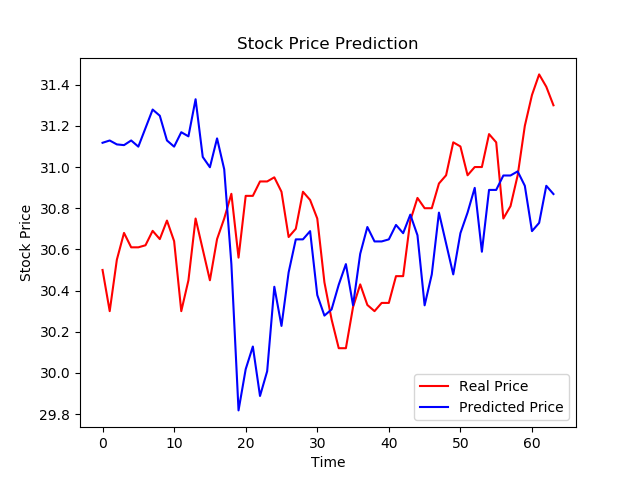 Stock Price Prediction
31.4
31.2
31.0
30.8
30.6
30.4
30.2
30.0
29.8
Stock Price
0 10 20 30 40 50 60
Time
Real Price
Predicted Price